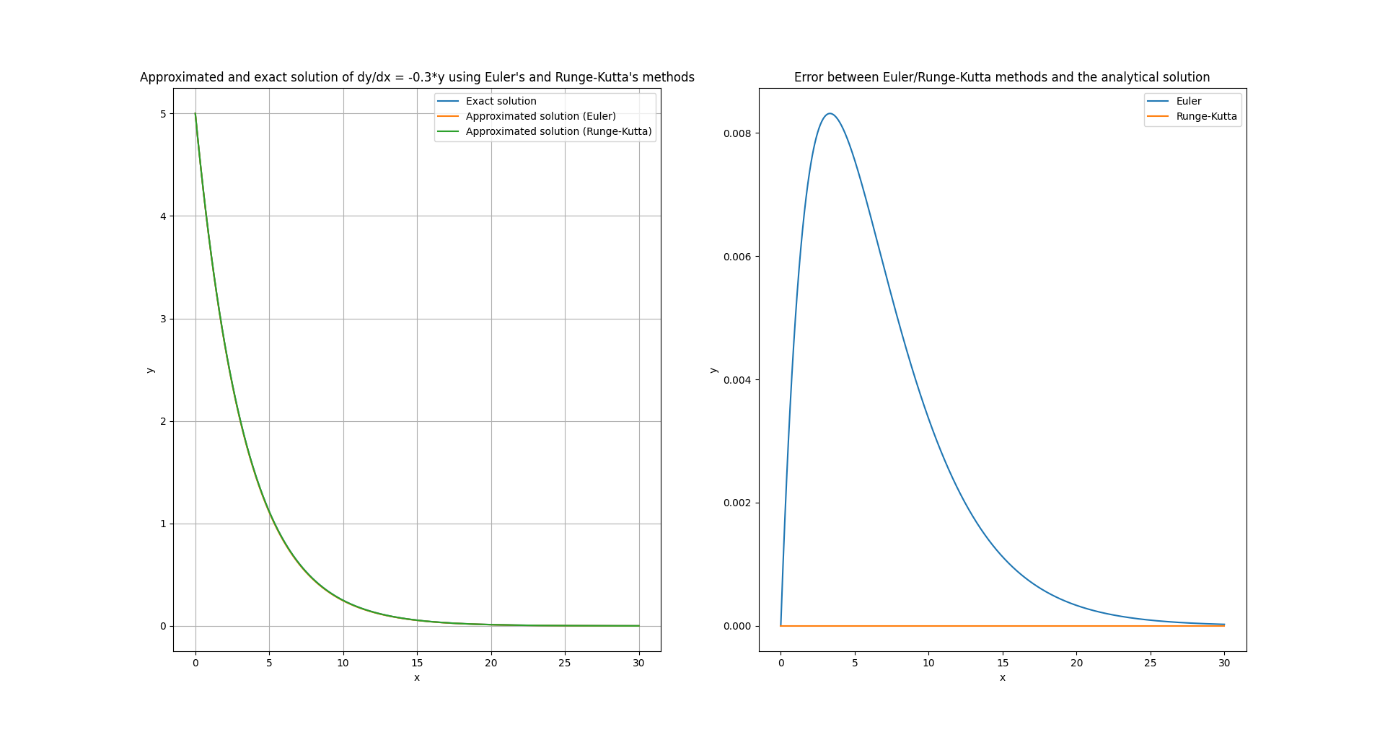 Approximated and exact solution of dy/dx = -0.3*y using Euler's and Runge-Kutta's methods
Exact solution
Approximated solution (Euler)
Approximated solution (Runge-Kutta)
5
4
3
2
1
0
y
0 5 10 15 20 25 30
x
Error between Euler/Runge-Kutta methods and the analytical solution
Euler
Runge-Kutta
0.008
0.006
0.004
0.002
0.000
y
0 5 10 15 20 25 30
x